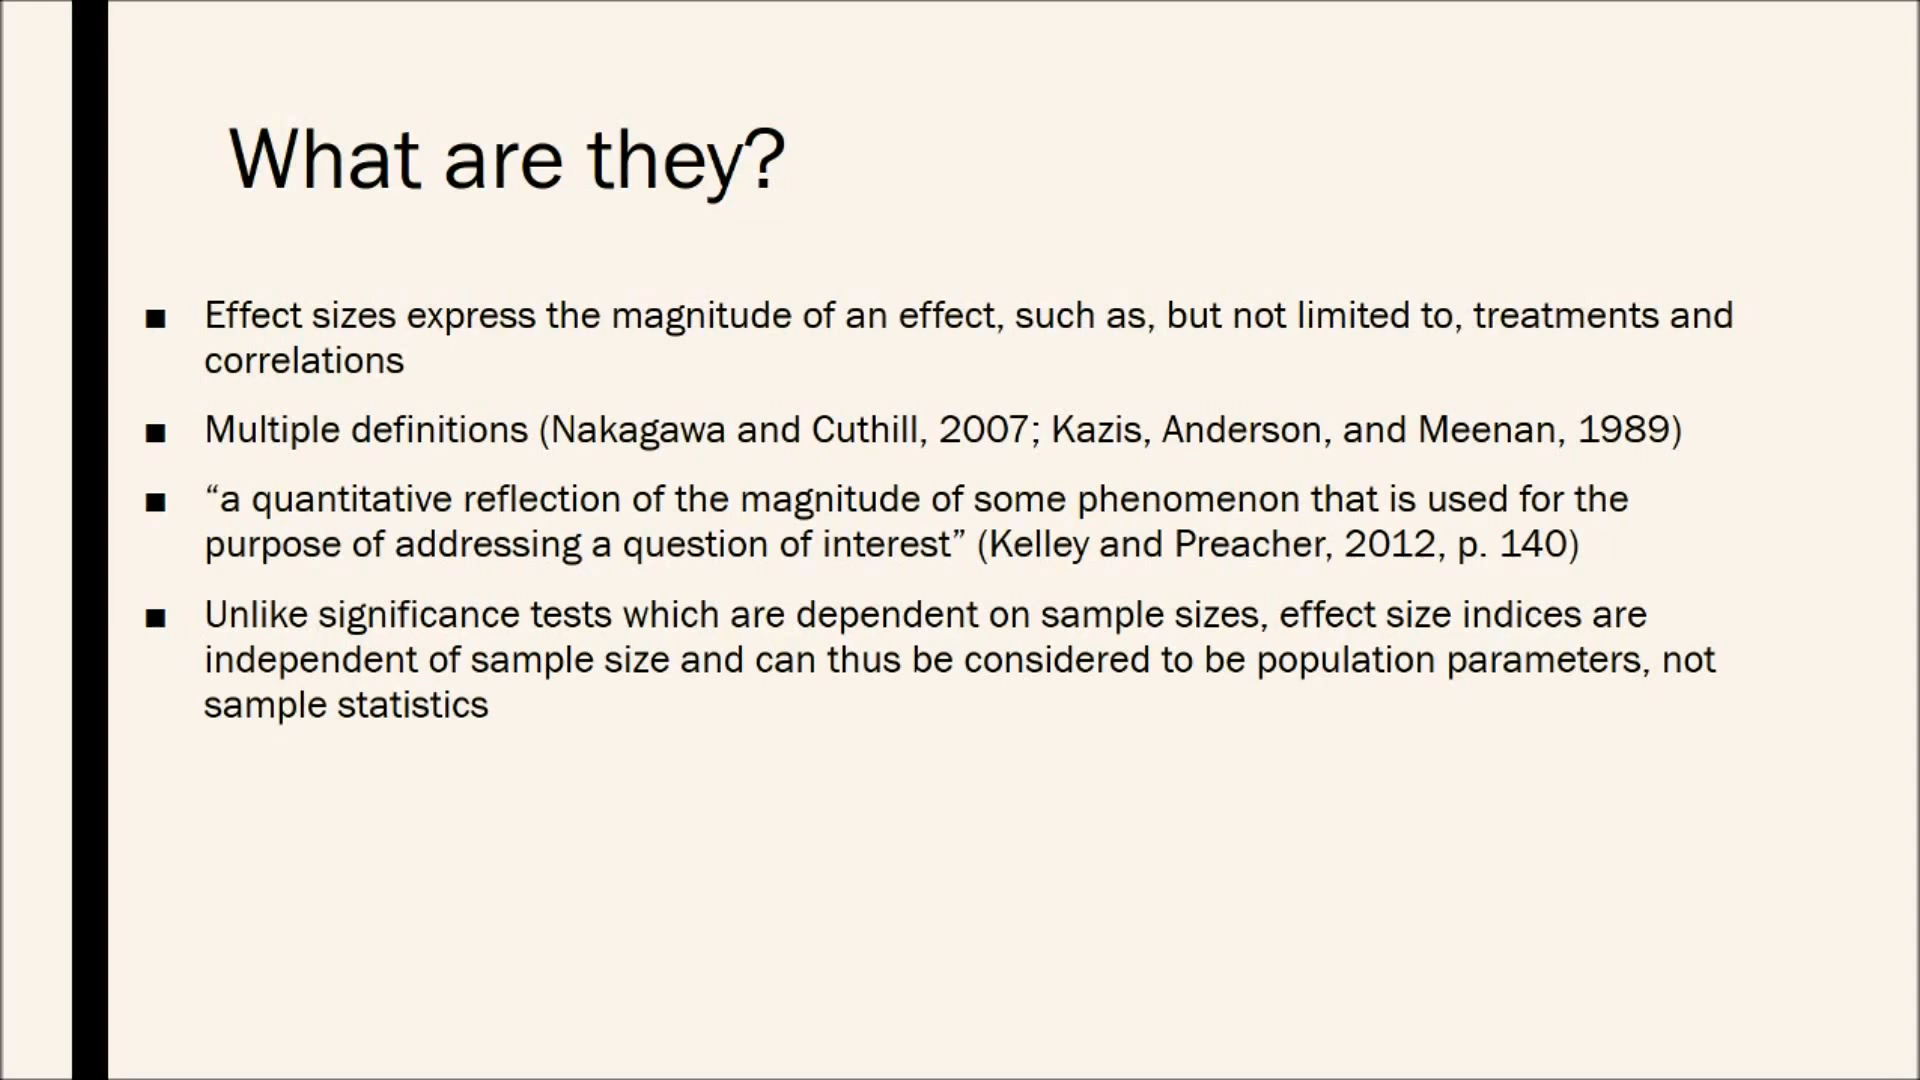 What are they?
■ Effect sizes express the magnitude of an effect, such as, but not limited to, treatments and
correlations
■ Multiple definitions (Nakagawa and Cuthill, 2007; Kazis, Anderson, and Meenan, 1989)
■ “a quantitative reflection of the magnitude of some phenomenon that is used for the
purpose of addressing a question of interest” (Kelley and Preacher, 2012, p. 140)
■ Unlike significance tests which are dependent on sample sizes, effect size indices are
independent of sample size and can thus be considered to be population parameters, not
sample statistics